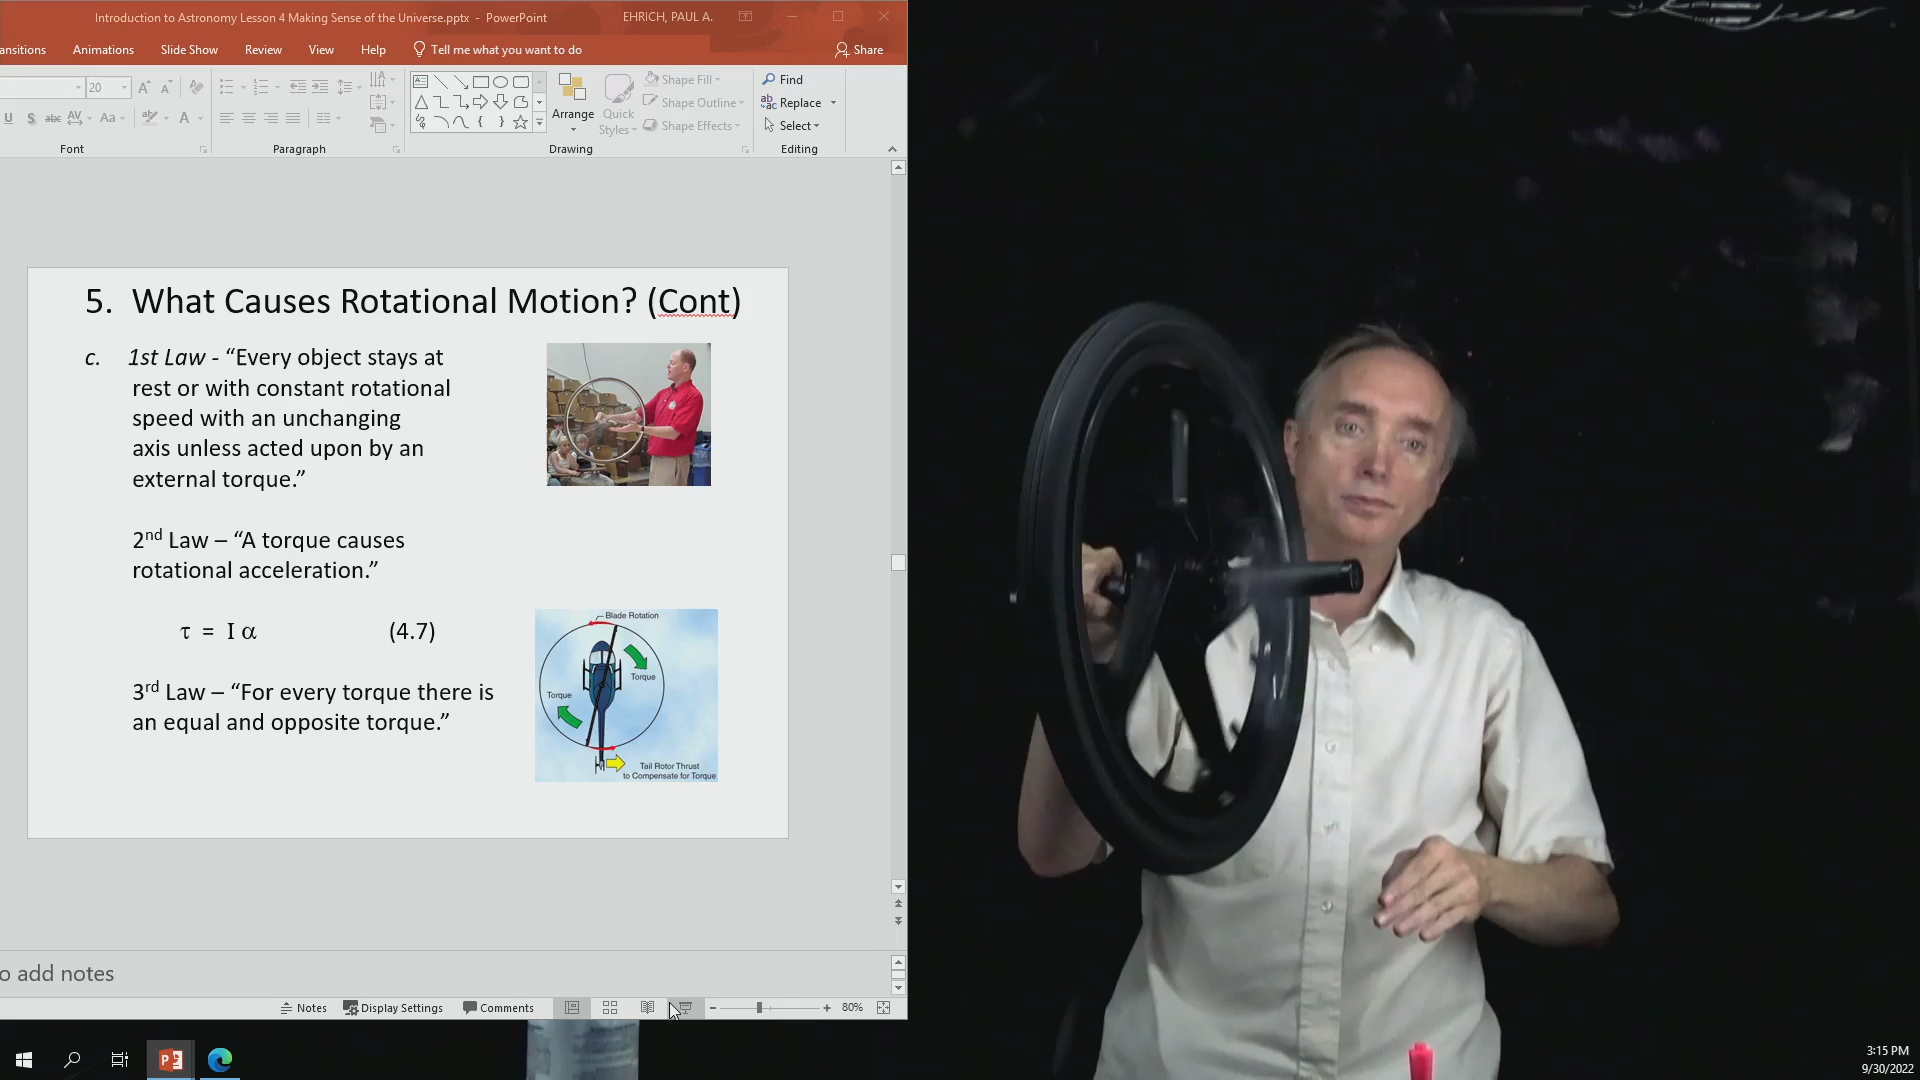 Introduction to Astronomy Lesson 4 Making Sense of the Universe.pptx - PowerPoint
EHRICH, PAUL A.
ansitions Animations Slide Show Review View Help Tell me what you want to do Share
20
Find
Replace
Select
Arrange
Quick
Styles
Shape Fill
Shape Outline
Shape Effects
U S abc AV Aa A
Font Paragraph Drawing Editing
5. What Causes Rotational Motion? (Cont)
c. 1st Law - “Every object stays at
rest or with constant rotational
speed with an unchanging
axis unless acted upon by an
external torque.”
2nd Law – “A torque causes
rotational acceleration.”
τ = I α (4.7)
3rd Law – “For every torque there is
an equal and opposite torque.”
Blade Rotation
Torque
Torque
Tail Rotor Thrust
to Compensate for Torque
o add notes
Notes Display Settings Comments 80%
3:15 PM
9/30/2022